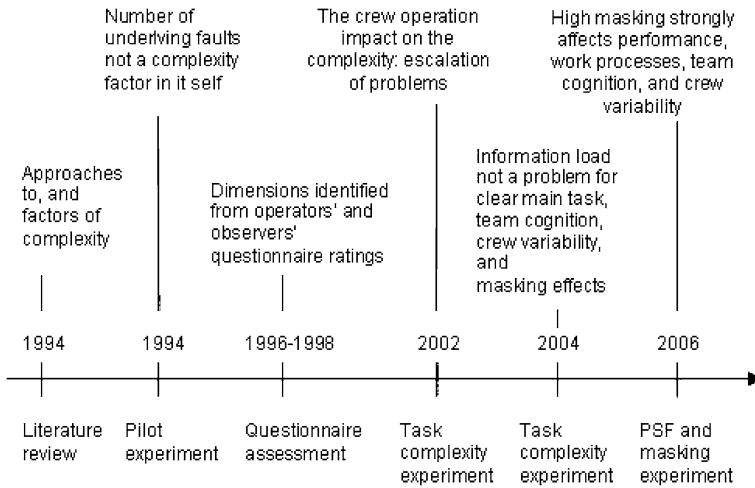 Number of
underlying faults
not a complexity
factor in it self
The crew operation
impact on the
complexity: escalation
of problems
High masking strongly
affects performance,
work processes, team
cognition, and crew
variability
Approaches
to, and
factors of
complexity
Dimensions identified
from operators' and
observers'
questionnaire ratings
Information load
not a problem for
clear main task,
team cognition,
crew variability,
and
masking effects
1994
1994
1996-1998
2002
2004
2006
Literature
review
Pilot
experiment
Questionnaire
assessment
Task
complexity
experiment
Task
complexity
experiment
PSF and
masking
experiment